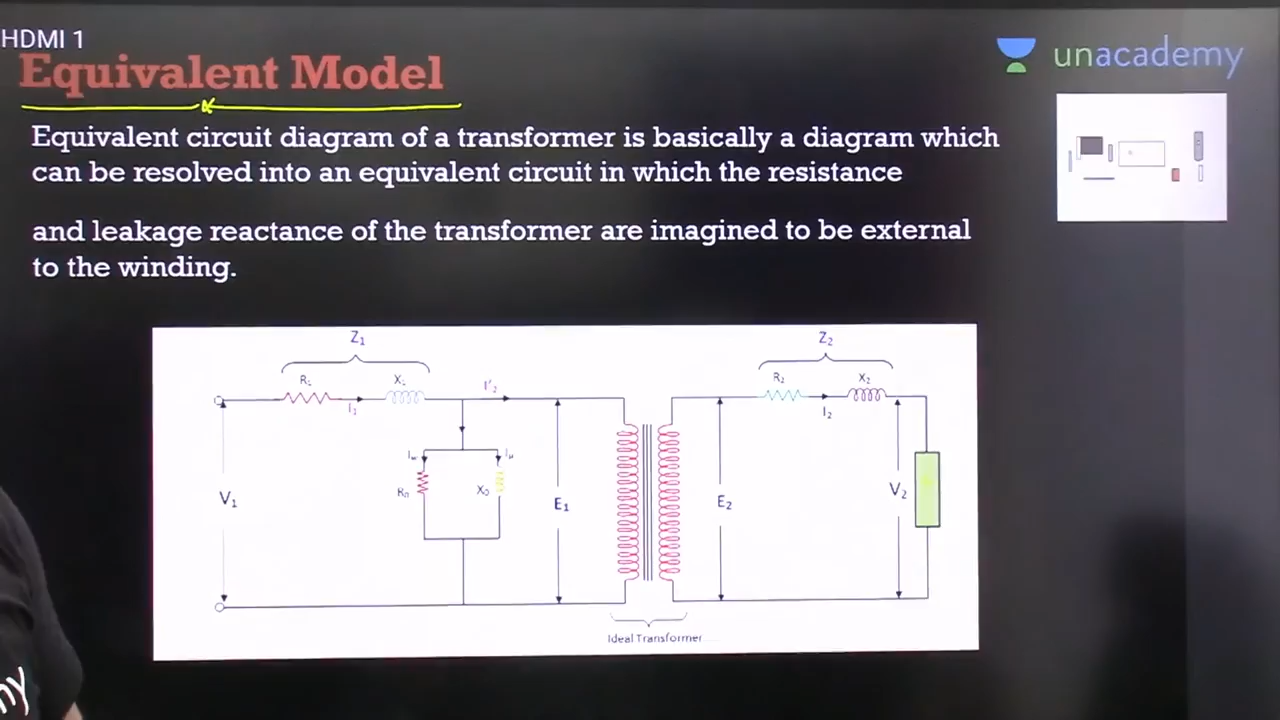 HDMI 1
Equivalent Model
unacademy
Equivalent circuit diagram of a transformer is basically a diagram which
can be resolved into an equivalent circuit in which the resistance
and leakage reactance of the transformer are imagined to be external
to the winding.
Z₁
Z₂
R₁
X₁
I'₂
R₂
X₂
I₁
I₂
Iw
Iμ
R₀
X₀
V₁
E₁
E₂
V₂
Ideal Transformer
my